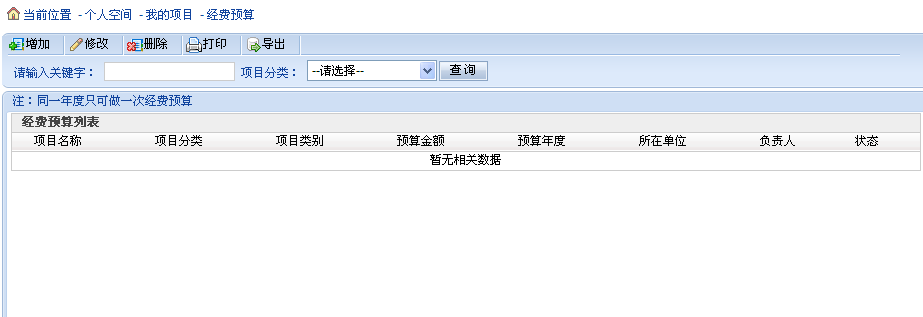 当前位置 - 个人空间 - 我的项目 - 经费预算
增加 修改 删除 打印 导出
请输入关键字： 项目分类： --请选择-- 查询
注：同一年度只可做一次经费预算
经费预算列表
项目名称 项目分类 项目类别 预算金额 预算年度 所在单位 负责人 状态
暂无相关数据